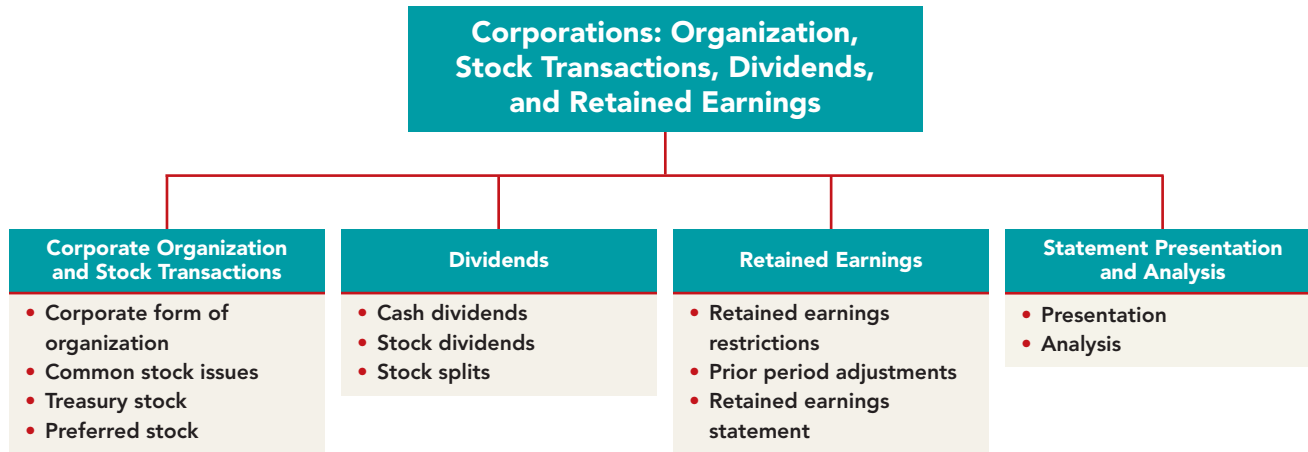 Corporations: Organization,
Stock Transactions, Dividends,
and Retained Earnings
Corporate Organization
and Stock Transactions
• Corporate form of
organization
• Common stock issues
• Treasury stock
• Preferred stock
Dividends
• Cash dividends
• Stock dividends
• Stock splits
Retained Earnings
• Retained earnings
restrictions
• Prior period adjustments
• Retained earnings
statement
Statement Presentation
and Analysis
• Presentation
• Analysis